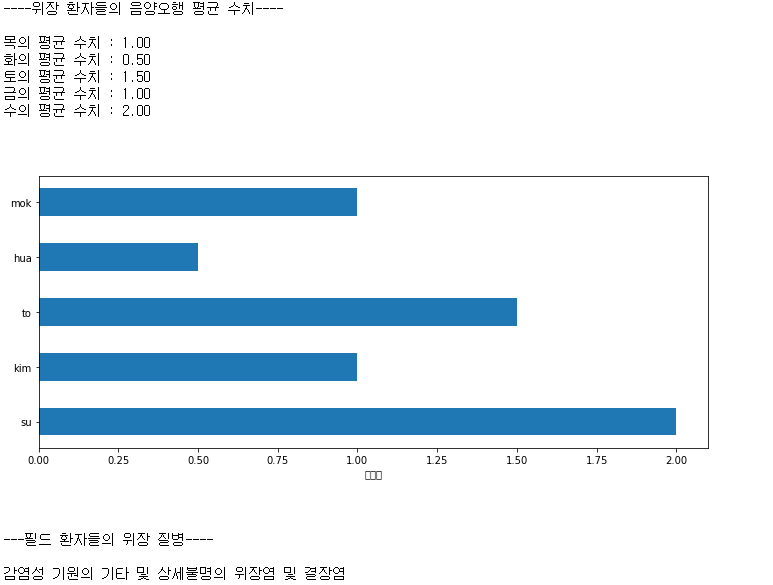 ----위장 환자들의 음양오행 평균 수치----
목의 평균 수치 : 1.00
화의 평균 수치 : 0.50
토의 평균 수치 : 1.50
금의 평균 수치 : 1.00
수의 평균 수치 : 2.00
mok
hua
to
kim
su
0.00 0.25 0.50 0.75 1.00 1.25 1.50 1.75 2.00
---필드 환자들의 위장 질병----
감염성 기원의 기타 및 상세불명의 위장염 및 결장염